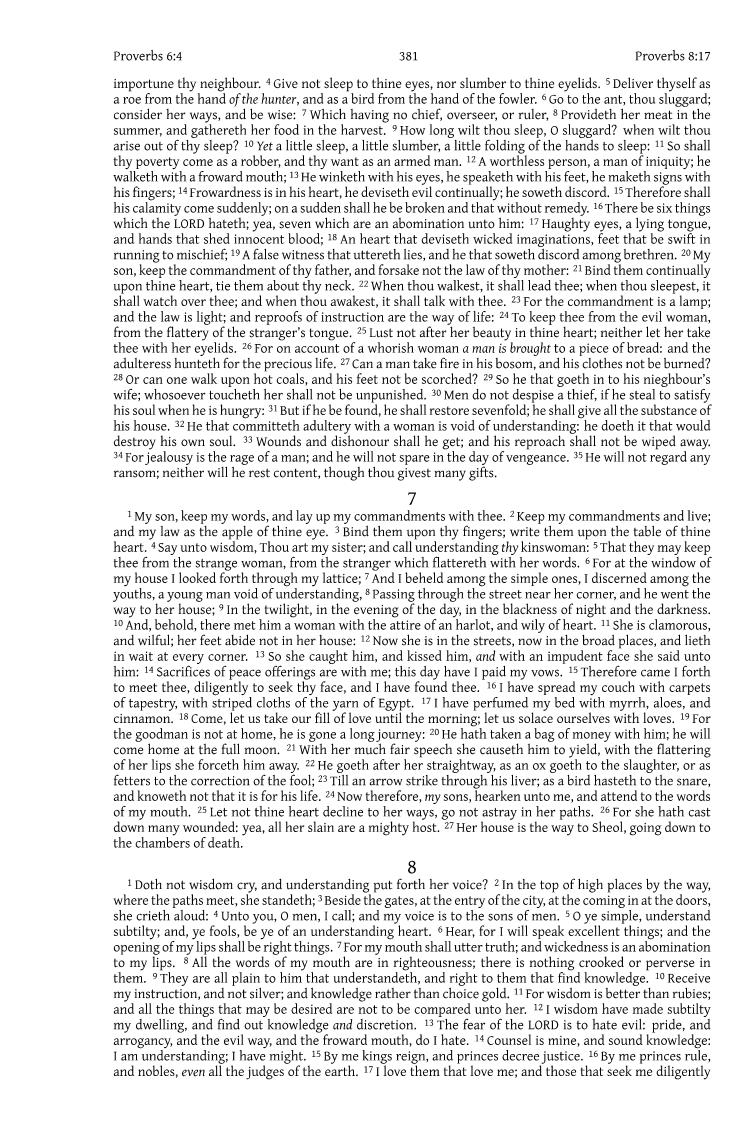 Proverbs 6:4 381 Proverbs 8:17
importune thy neighbour. 4 Give not sleep to thine eyes, nor slumber to thine eyelids. 5 Deliver thyself as
a roe from the hand of the hunter, and as a bird from the hand of the fowler. 6 Go to the ant, thou sluggard;
consider her ways, and be wise: 7 Which having no chief, overseer, or ruler, 8 Provideth her meat in the
summer, and gathereth her food in the harvest. 9 How long wilt thou sleep, O sluggard? when wilt thou
arise out of thy sleep? 10 Yet a little sleep, a little slumber, a little folding of the hands to sleep: 11 So shall
thy poverty come as a robber, and thy want as an armed man. 12 A worthless person, a man of iniquity; he
walketh with a froward mouth; 13 He winketh with his eyes, he speaketh with his feet, he maketh signs with
his fingers; 14 Frowardness is in his heart, he deviseth evil continually; he soweth discord. 15 Therefore shall
his calamity come suddenly; on a sudden shall he be broken and that without remedy. 16 There be six things
which the LORD hateth; yea, seven which are an abomination unto him: 17 Haughty eyes, a lying tongue,
and hands that shed innocent blood; 18 An heart that deviseth wicked imaginations, feet that be swift in
running to mischief; 19 A false witness that uttereth lies, and he that soweth discord among brethren. 20 My
son, keep the commandment of thy father, and forsake not the law of thy mother: 21 Bind them continually
upon thine heart, tie them about thy neck. 22 When thou walkest, it shall lead thee; when thou sleepest, it
shall watch over thee; and when thou awakest, it shall talk with thee. 23 For the commandment is a lamp;
and the law is light; and reproofs of instruction are the way of life: 24 To keep thee from the evil woman,
from the flattery of the stranger's tongue. 25 Lust not after her beauty in thine heart; neither let her take
thee with her eyelids. 26 For on account of a whorish woman a man is brought to a piece of bread: and the
adulteress hunteth for the precious life. 27 Can a man take fire in his bosom, and his clothes not be burned?
28 Or can one walk upon hot coals, and his feet not be scorched? 29 So he that goeth in to his nieghbour's
wife; whosoever toucheth her shall not be unpunished. 30 Men do not despise a thief, if he steal to satisfy
his soul when he is hungry: 31 But if he be found, he shall restore sevenfold; he shall give all the substance of
his house. 32 He that committeth adultery with a woman is void of understanding: he doeth it that would
destroy his own soul. 33 Wounds and dishonour shall he get; and his reproach shall not be wiped away.
34 For jealousy is the rage of a man; and he will not spare in the day of vengeance. 35 He will not regard any
ransom; neither will he rest content, though thou givest many gifts.
7
1 My son, keep my words, and lay up my commandments with thee. 2 Keep my commandments and live;
and my law as the apple of thine eye. 3 Bind them upon thy fingers; write them upon the table of thine
heart. 4 Say unto wisdom, Thou art my sister; and call understanding thy kinswoman: 5 That they may keep
thee from the strange woman, from the stranger which flattereth with her words. 6 For at the window of
my house I looked forth through my lattice; 7 And I beheld among the simple ones, I discerned among the
youths, a young man void of understanding, 8 Passing through the street near her corner, and he went the
way to her house; 9 In the twilight, in the evening of the day, in the blackness of night and the darkness.
10 And, behold, there met him a woman with the attire of an harlot, and wily of heart. 11 She is clamorous,
and wilful; her feet abide not in her house: 12 Now she is in the streets, now in the broad places, and lieth
in wait at every corner. 13 So she caught him, and kissed him, and with an impudent face she said unto
him: 14 Sacrifices of peace offerings are with me; this day have I paid my vows. 15 Therefore came I forth
to meet thee, diligently to seek thy face, and I have found thee. 16 I have spread my couch with carpets
of tapestry, with striped cloths of the yarn of Egypt. 17 I have perfumed my bed with myrrh, aloes, and
cinnamon. 18 Come, let us take our fill of love until the morning; let us solace ourselves with loves. 19 For
the goodman is not at home, he is gone a long journey: 20 He hath taken a bag of money with him; he will
come home at the full moon. 21 With her much fair speech she causeth him to yield, with the flattering
of her lips she forceth him away. 22 He goeth after her straightway, as an ox goeth to the slaughter, or as
fetters to the correction of the fool; 23 Till an arrow strike through his liver; as a bird hasteth to the snare,
and knoweth not that it is for his life. 24 Now therefore, my sons, hearken unto me, and attend to the words
of my mouth. 25 Let not thine heart decline to her ways, go not astray in her paths. 26 For she hath cast
down many wounded: yea, all her slain are a mighty host. 27 Her house is the way to Sheol, going down to
the chambers of death.
8
1 Doth not wisdom cry, and understanding put forth her voice? 2 In the top of high places by the way,
where the paths meet, she standeth; 3 Beside the gates, at the entry of the city, at the coming in at the doors,
she crieth aloud: 4 Unto you, O men, I call; and my voice is to the sons of men. 5 O ye simple, understand
subtilty; and, ye fools, be ye of an understanding heart. 6 Hear, for I will speak excellent things; and the
opening of my lips shall be right things. 7 For my mouth shall utter truth; and wickedness is an abomination
to my lips. 8 All the words of my mouth are in righteousness; there is nothing crooked or perverse in
them. 9 They are all plain to him that understandeth, and right to them that find knowledge. 10 Receive
my instruction, and not silver; and knowledge rather than choice gold. 11 For wisdom is better than rubies;
and all the things that may be desired are not to be compared unto her. 12 I wisdom have made subtilty
my dwelling, and find out knowledge and discretion. 13 The fear of the LORD is to hate evil: pride, and
arrogancy, and the evil way, and the froward mouth, do I hate. 14 Counsel is mine, and sound knowledge:
I am understanding; I have might. 15 By me kings reign, and princes decree justice. 16 By me princes rule,
and nobles, even all the judges of the earth. 17 I love them that love me; and those that seek me diligently